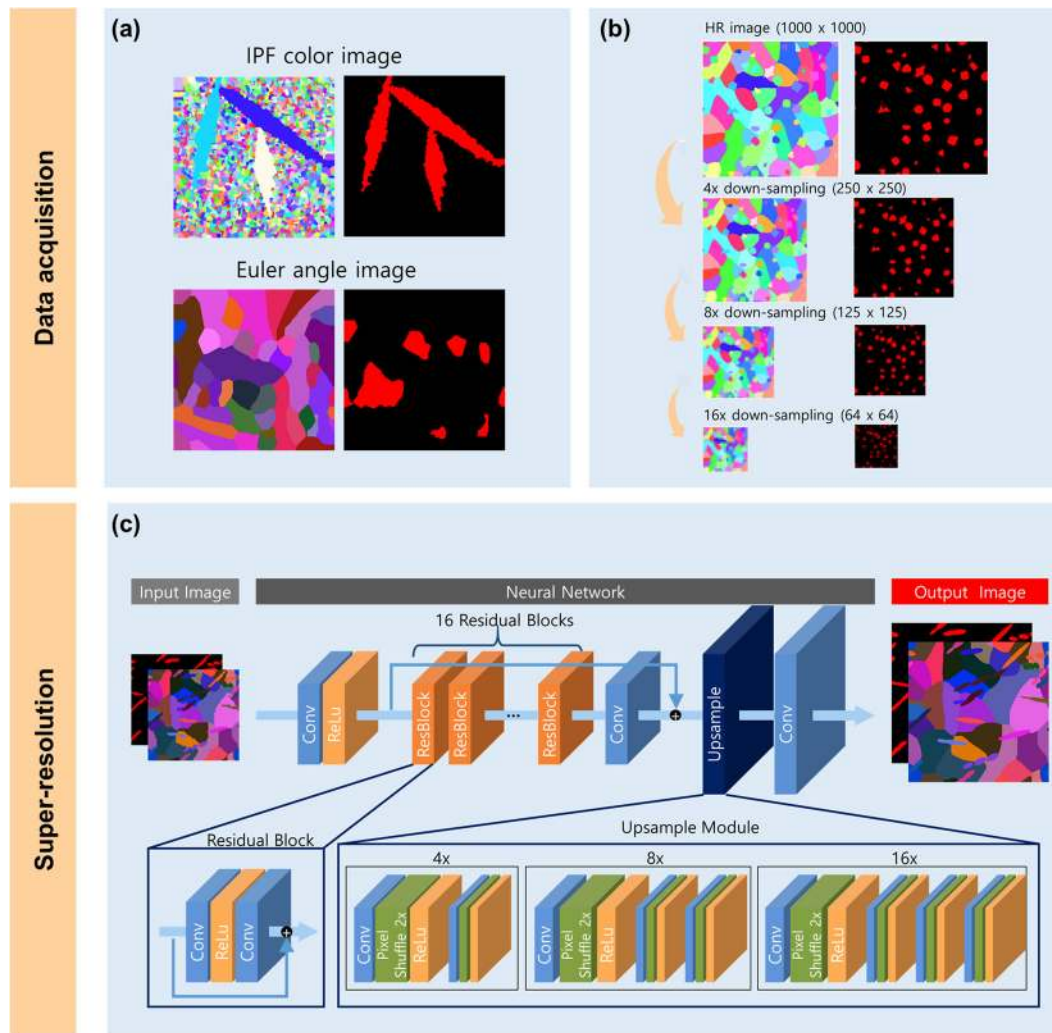 Data acquisition
(a)
IPF color image
Euler angle image
(b)
HR image (1000 x 1000)
4x down-sampling (250 x 250)
8x down-sampling (125 x 125)
16x down-sampling (64 x 64)
Super-resolution
(c)
Input Image
Neural Network
Output Image
16 Residual Blocks
Conv
ReLu
ResBlock
ResBlock
...
ResBlock
Conv
+
Upsample
Conv
Residual Block
Conv
ReLu
Conv
+
Upsample Module
4x
Conv
Pixel
Shuffle 2x
ReLu
8x
Conv
Pixel
Shuffle 2x
ReLu
16x
Conv
Pixel
Shuffle 2x
ReLu